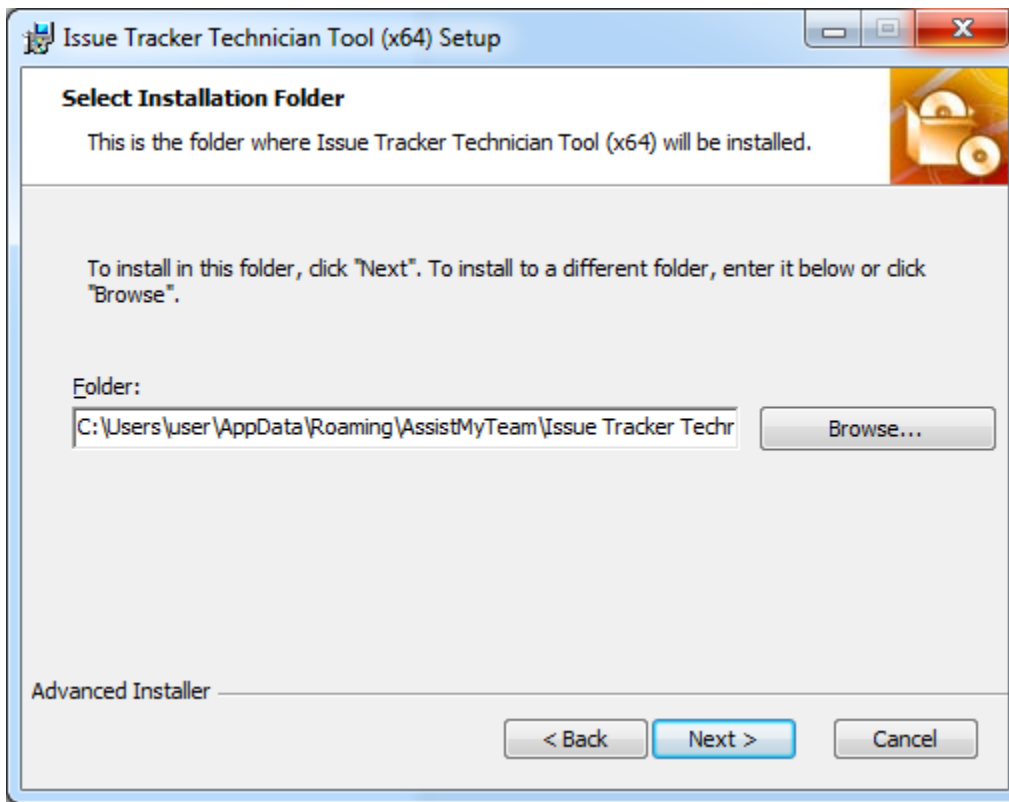 Issue Tracker Technician Tool (x64) Setup
Select Installation Folder
This is the folder where Issue Tracker Technician Tool (x64) will be installed.
To install in this folder, click "Next". To install to a different folder, enter it below or click
"Browse".
Folder:
C:\Users\user\AppData\Roaming\AssistMyTeam\Issue Tracker Techr
Browse...
Advanced Installer
< Back
Next >
Cancel